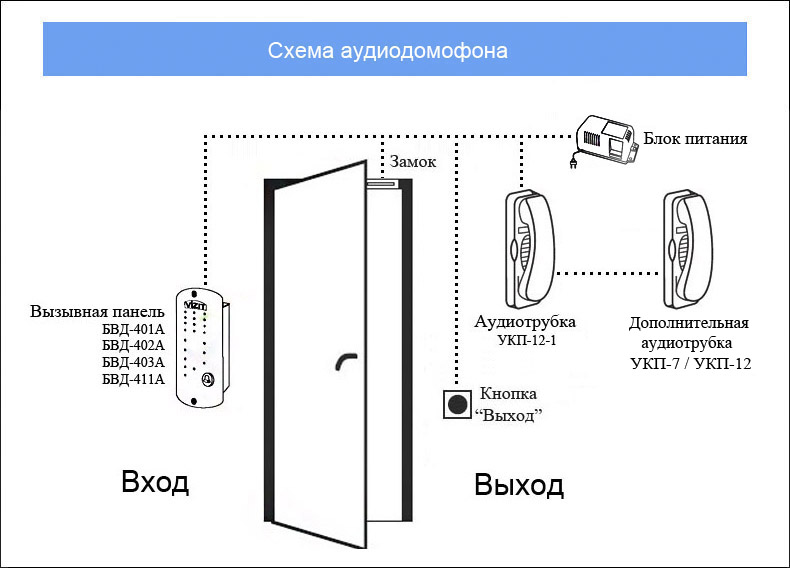 Схема аудиодомофона
Блок питания
Замок
VIZIT
Вызывная панель
БВД-401А
БВД-402А
БВД-403А
БВД-411А
Аудиотрубка
УКП-12-1
Дополнительная
аудиотрубка
УКП-7 / УКП-12
Кнопка
“Выход”
Вход
Выход